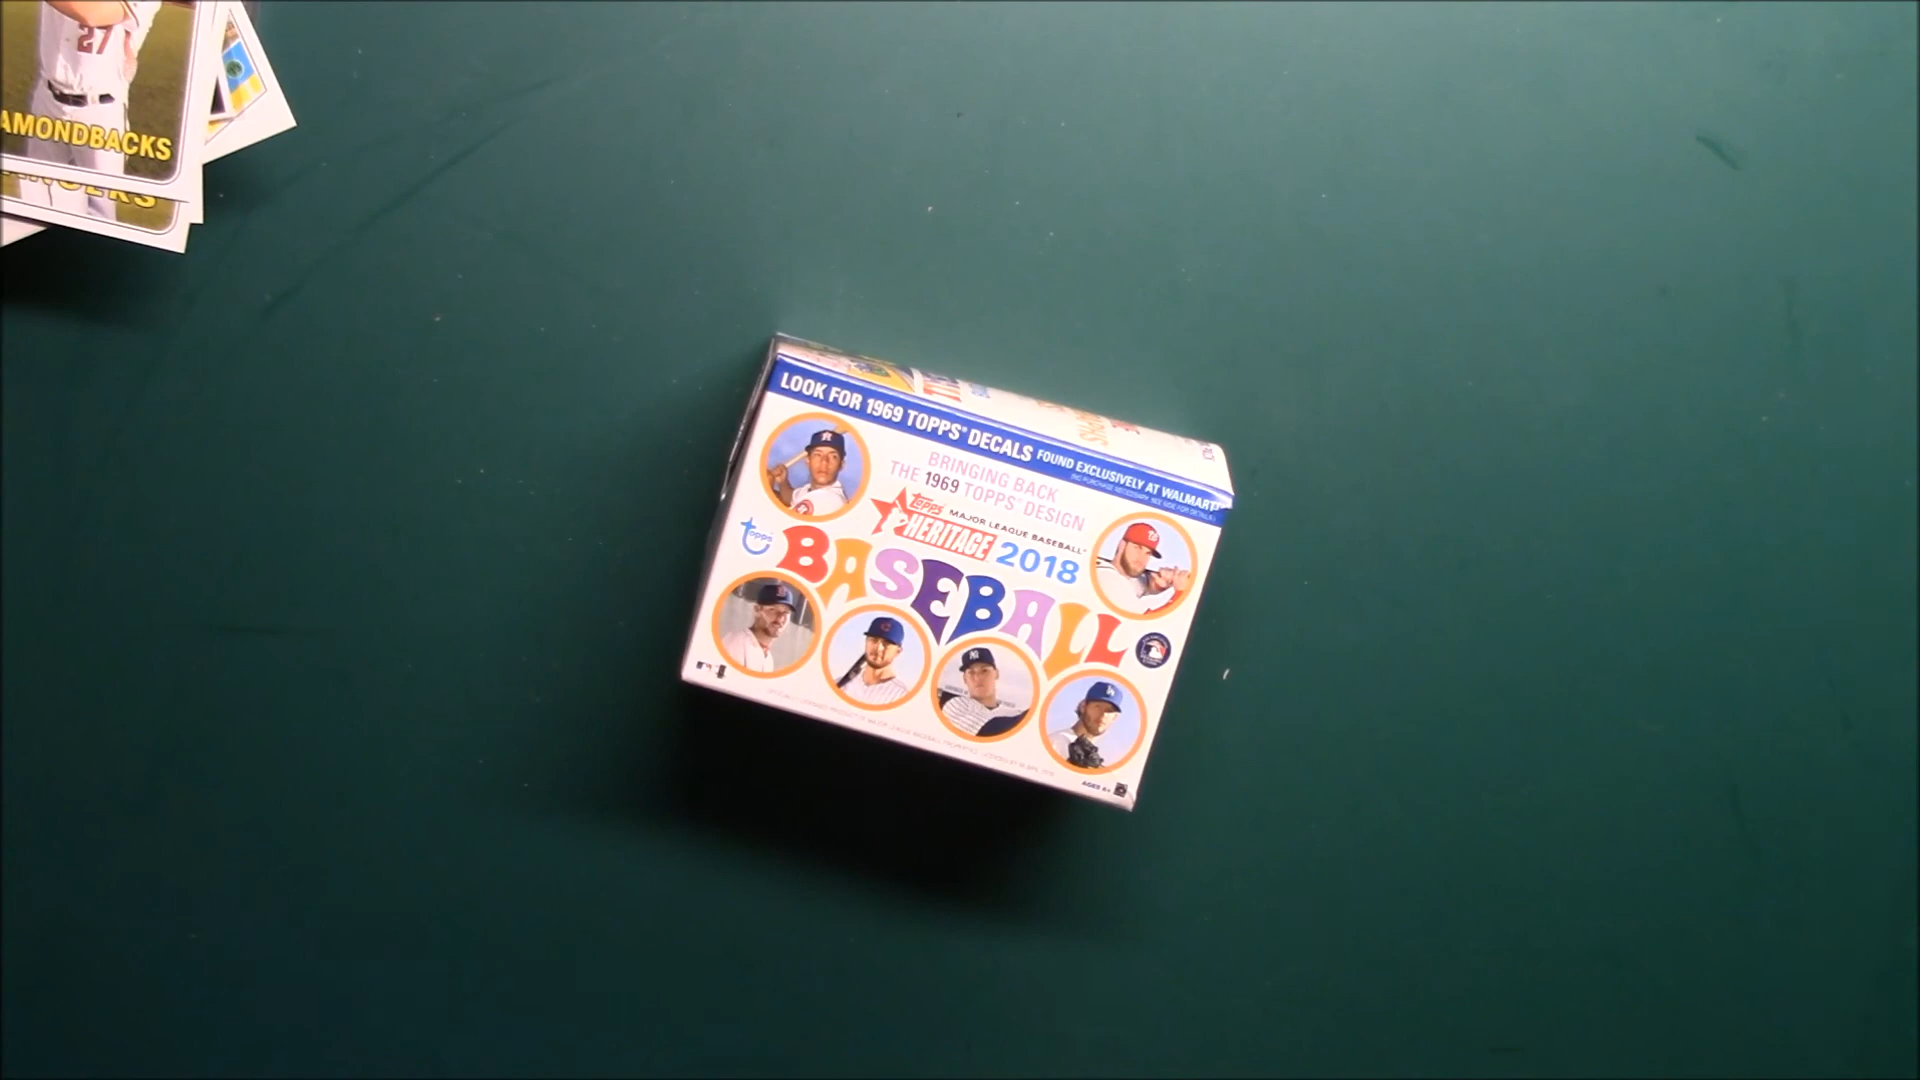 27
AMONDBACKS
LOOK FOR 1969 TOPPS® DECALS FOUND EXCLUSIVELY AT WALMART
BRINGING BACK
THE 1969 TOPPS® DESIGN
TOPPS MAJOR LEAGUE BASEBALL
HERITAGE 2018
topps
BASEBALL
AGES 6+